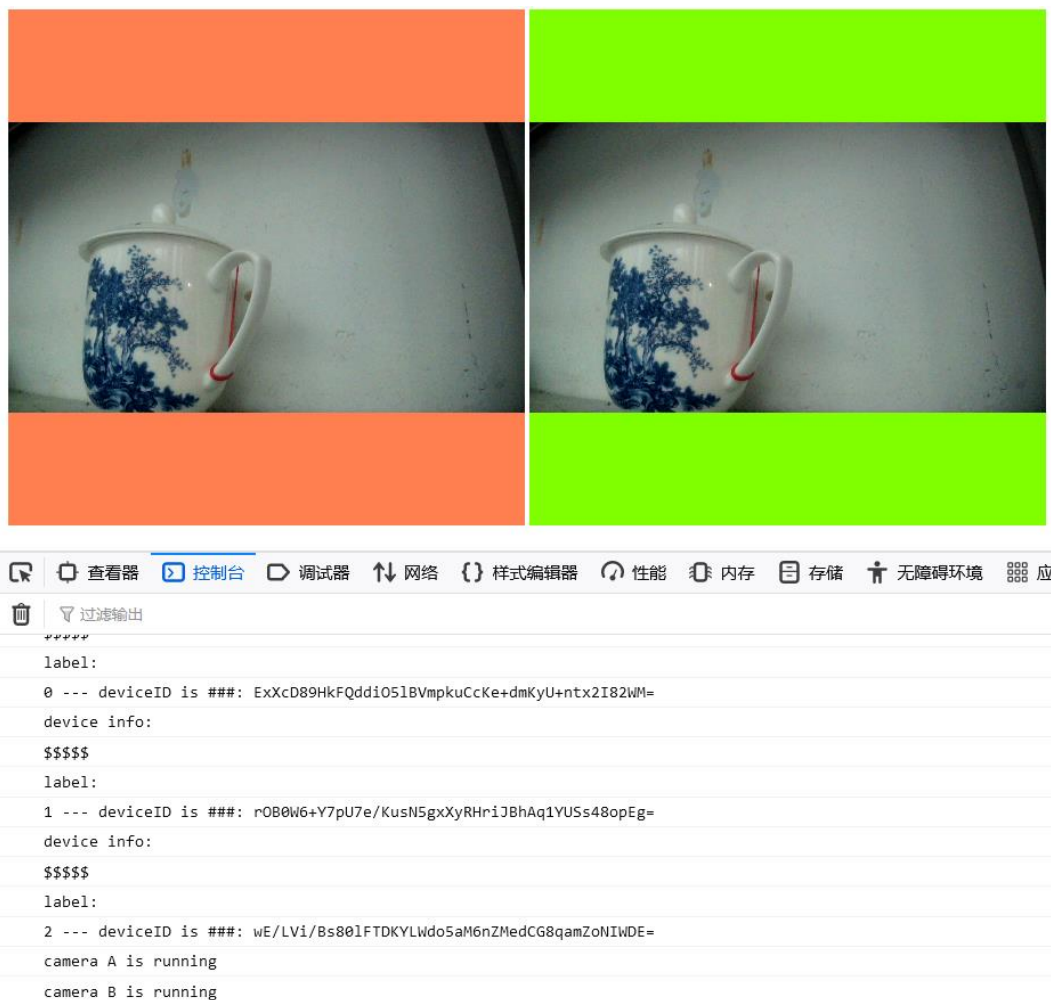 查看器 控制台 调试器 网络 {} 样式编辑器 性能 内存 存储 无障碍环境 应
过滤输出
$$$$$
label:
0 --- deviceID is ###: ExXcD89HkFQddiO5lBVmpkuCcKe+dmKyU+ntx2I82WM=
device info:
$$$$$
label:
1 --- deviceID is ###: rOB0W6+Y7pU7e/KusN5gxXyRHriJBhAq1YUSs48opEg=
device info:
$$$$$
label:
2 --- deviceID is ###: wE/LVi/Bs80lFTDKYLWdo5aM6nZMedCG8qamZoNIWDE=
camera A is running
camera B is running